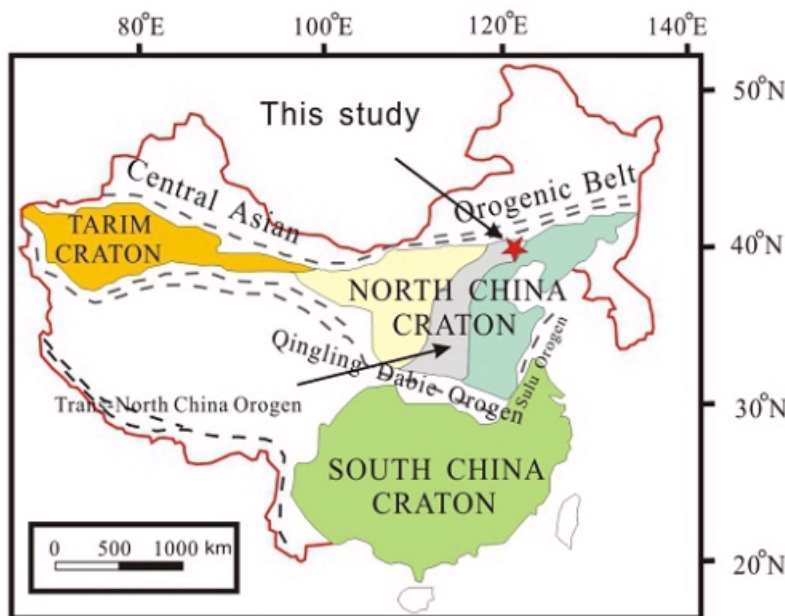 80°E 100°E 120°E 140°E
50°N
This study
Central Asian
Orogenic Belt
TARIM
CRATON
40°N
NORTH CHINA
CRATON
Qingling Dabie Orogen
Sulu Orogen
Trans-North China Orogen
30°N
SOUTH CHINA
CRATON
0 500 1000 km
20°N